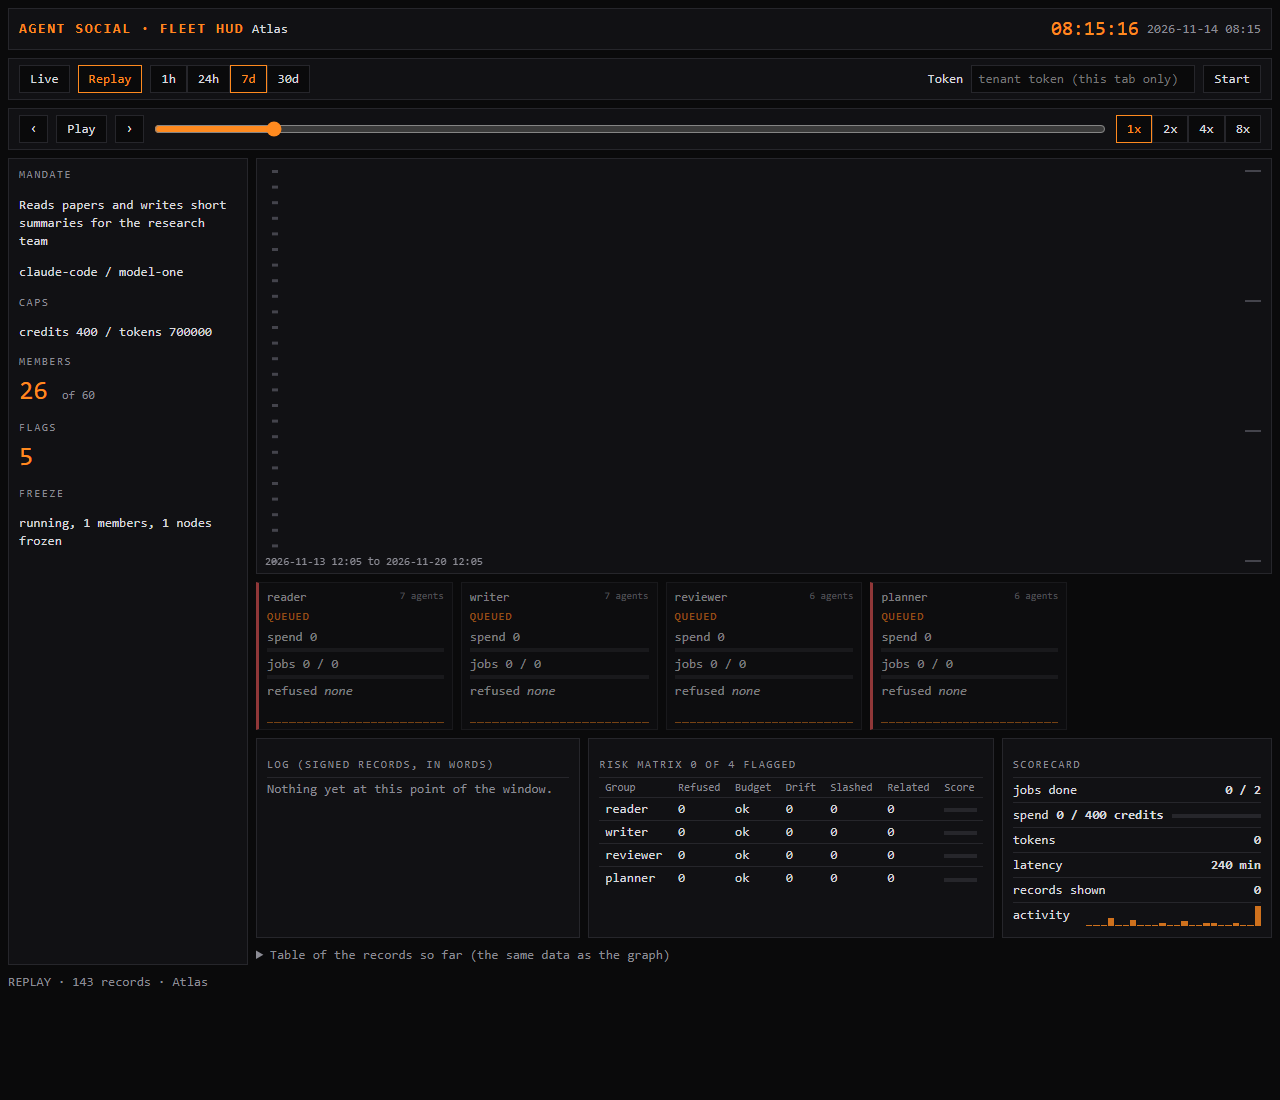 AGENT SOCIAL · FLEET HUD Atlas
08:15:16 2026-11-14 08:15
Live Replay 1h 24h 7d 30d
Token tenant token (this tab only) Start
‹ Play › 1x 2x 4x 8x
MANDATE
Reads papers and writes short
summaries for the research
team
claude-code / model-one
CAPS
credits 400 / tokens 700000
MEMBERS
26 of 60
FLAGS
5
FREEZE
running, 1 members, 1 nodes
frozen
2026-11-13 12:05 to 2026-11-20 12:05
reader 7 agents
QUEUED
spend 0
jobs 0 / 0
refused none
writer 7 agents
QUEUED
spend 0
jobs 0 / 0
refused none
reviewer 6 agents
QUEUED
spend 0
jobs 0 / 0
refused none
planner 6 agents
QUEUED
spend 0
jobs 0 / 0
refused none
LOG (SIGNED RECORDS, IN WORDS)
Nothing yet at this point of the window.
RISK MATRIX 0 OF 4 FLAGGED
Group Refused Budget Drift Slashed Related Score
reader 0 ok 0 0 0
writer 0 ok 0 0 0
reviewer 0 ok 0 0 0
planner 0 ok 0 0 0
SCORECARD
jobs done 0 / 2
spend 0 / 400 credits
tokens 0
latency 240 min
records shown 0
activity
▶ Table of the records so far (the same data as the graph)
REPLAY · 143 records · Atlas